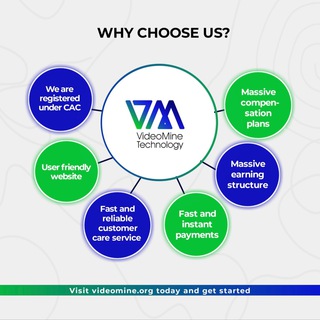 WHY CHOOSE US?
We are
registered
under CAC
Massive
compen-
sation
plans
VM
VideoMine
Technology
User friendly
website
Massive
earning
structure
Fast and
reliable
customer
care service
Fast and
instant
payments
Visit videomine.org today and get started